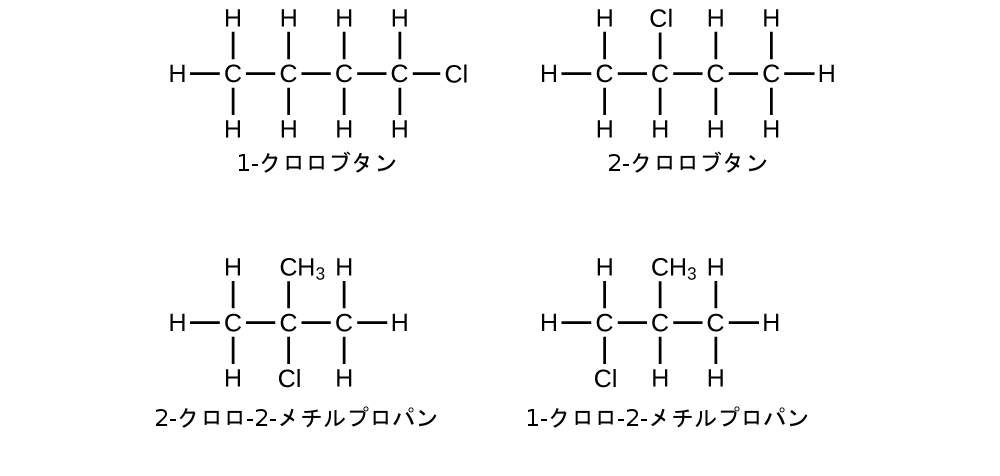 H H H H H Cl H H
H C C C C Cl H C C C C H
H H H H H H H H
1-クロロブタン 2-クロロブタン
H CH3 H H CH3 H
H C C C H H C C C H
H Cl H Cl H H
2-クロロ-2-メチルプロパン 1-クロロ-2-メチルプロパン